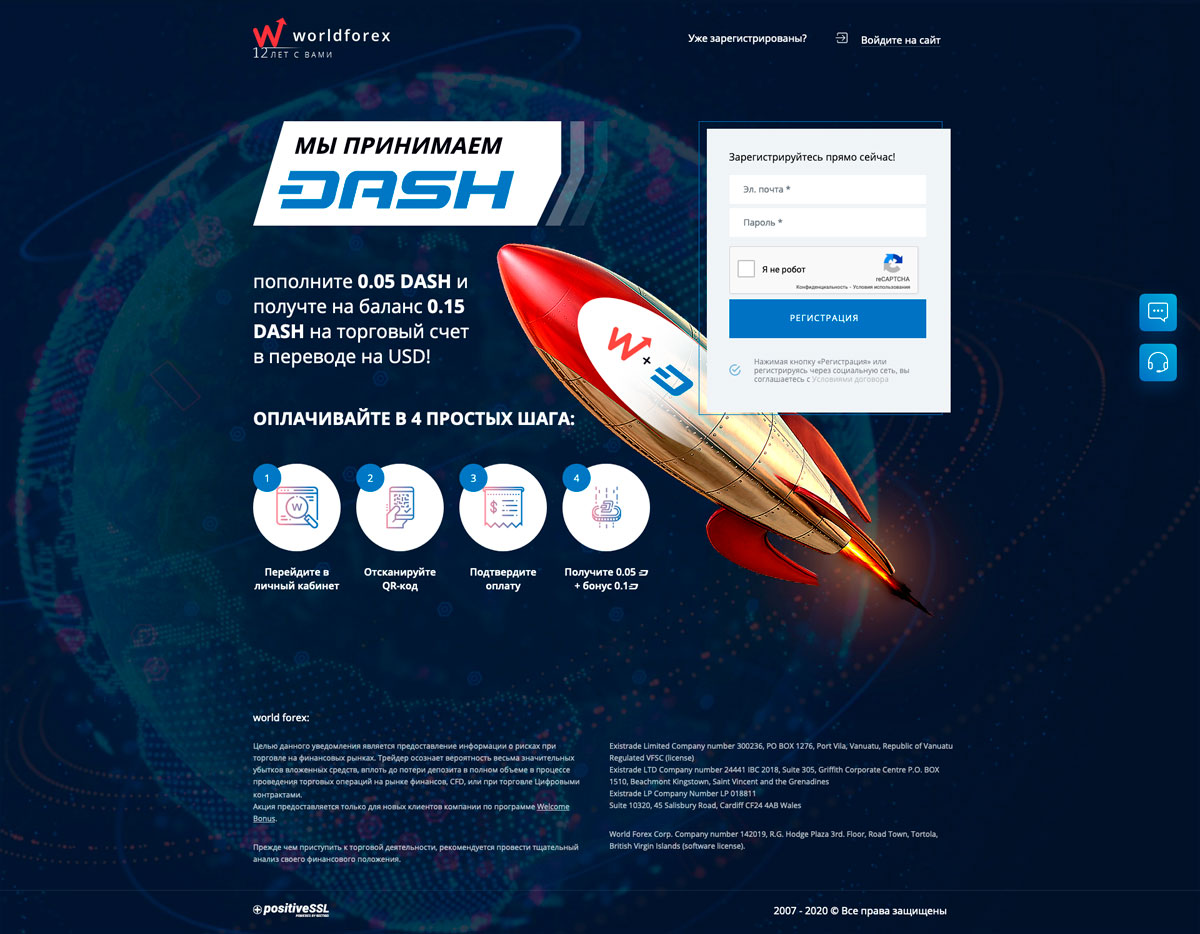 worldforex
12 ЛЕТ С ВАМИ
Уже зарегистрированы?
Войдите на сайт
МЫ ПРИНИМАЕМ
DASH
пополните 0.05 DASH и
получте на баланс 0.15
DASH на торговый счет
в переводе на USD!
Зарегистрируйтесь прямо сейчас!
Эл. почта *
Пароль *
Я не робот
reCAPTCHA
Конфиденциальность - Условия использования
РЕГИСТРАЦИЯ
Нажимая кнопку «Регистрация» или
регистрируясь через социальную сеть, вы
соглашаетесь с Условиями договора
W + D
ОПЛАЧИВАЙТЕ В 4 ПРОСТЫХ ШАГА:
1
2
3
4
W
$
Перейдите в
личный кабинет
Отсканируйте
QR-код
Подтвердите
оплату
Получите 0.05
+ бонус 0.1
world forex:
Целью данного уведомления является предоставление информации о рисках при
торговле на финансовых рынках. Трейдер осознает вероятность весьма значительных
убытков вложенных средств, вплоть до потери депозита в полном объеме в процессе
проведения торговых операций на рынке финансов, CFD, или при торговле Цифровыми
контрактами.
Акция предоставляется только для новых клиентов компании по программе Welcome
Bonus.
Прежде чем приступить к торговой деятельности, рекомендуется провести тщательный
анализ своего финансового положения.
Existrade Limited Company number 300236, PO BOX 1276, Port Vila, Vanuatu, Republic of Vanuatu
Regulated VFSC (license)
Existrade LTD Company number 24441 IBC 2018, Suite 305, Griffith Corporate Centre P.O. BOX
1510, Beachmont Kingstown, Saint Vincent and the Grenadines
Existrade LP Company Number LP 018811
Suite 10320, 45 Salisbury Road, Cardiff CF24 4AB Wales
World Forex Corp. Company number 142019, R.G. Hodge Plaza 3rd. Floor, Road Town, Tortola,
British Virgin Islands (software license).
positiveSSL
2007 - 2020 © Все права защищены